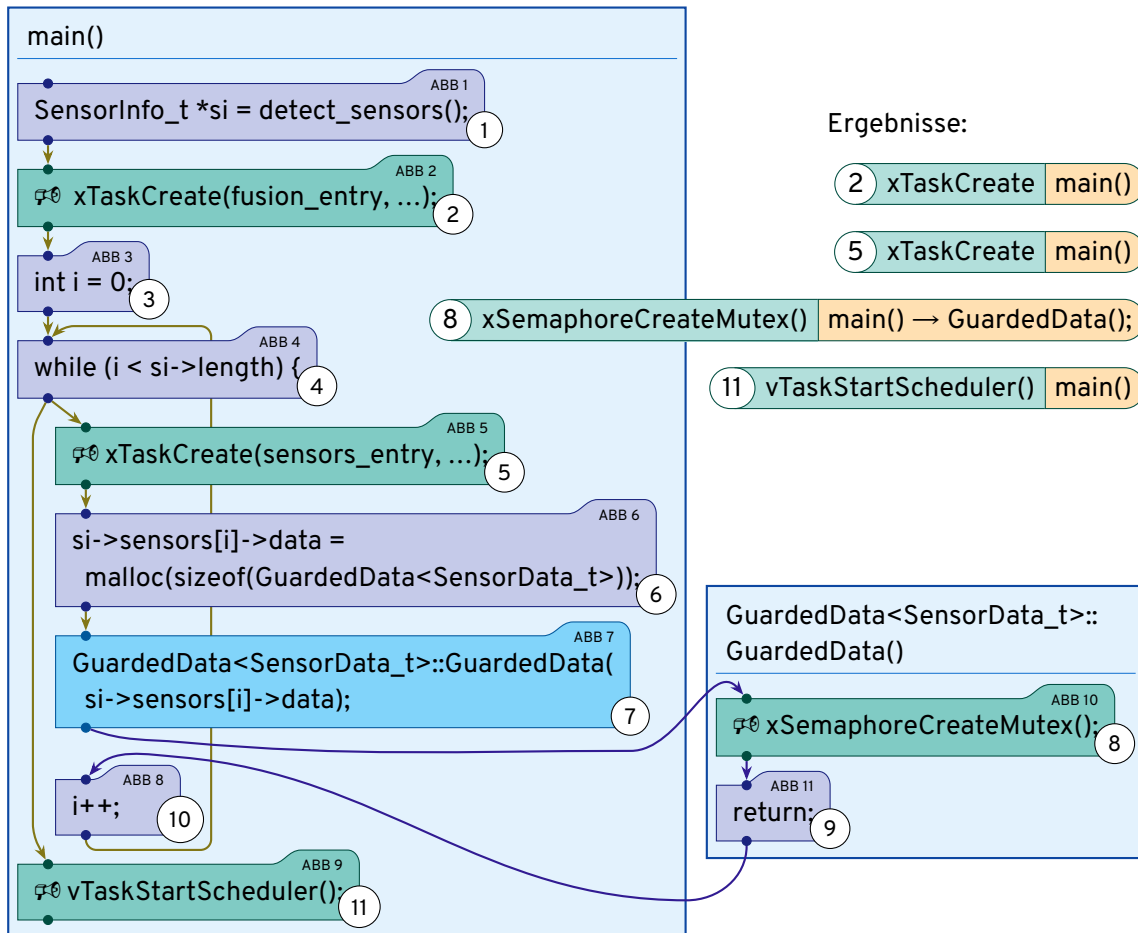 main()
ABB 1
SensorInfo_t *si = detect_sensors();
1
ABB 2
xTaskCreate(fusion_entry, ...);
2
ABB 3
int i = 0;
3
ABB 4
while (i < si->length) {
4
ABB 5
xTaskCreate(sensors_entry, ...);
5
ABB 6
si->sensors[i]->data =
malloc(sizeof(GuardedData<SensorData_t>));
6
ABB 7
GuardedData<SensorData_t>::GuardedData(
si->sensors[i]->data);
7
ABB 8
i++;
10
ABB 9
vTaskStartScheduler();
11
Ergebnisse:
2 xTaskCreate main()
5 xTaskCreate main()
8 xSemaphoreCreateMutex() main() → GuardedData();
11 vTaskStartScheduler() main()
GuardedData<SensorData_t>::
GuardedData()
ABB 10
xSemaphoreCreateMutex();
8
ABB 11
return;
9